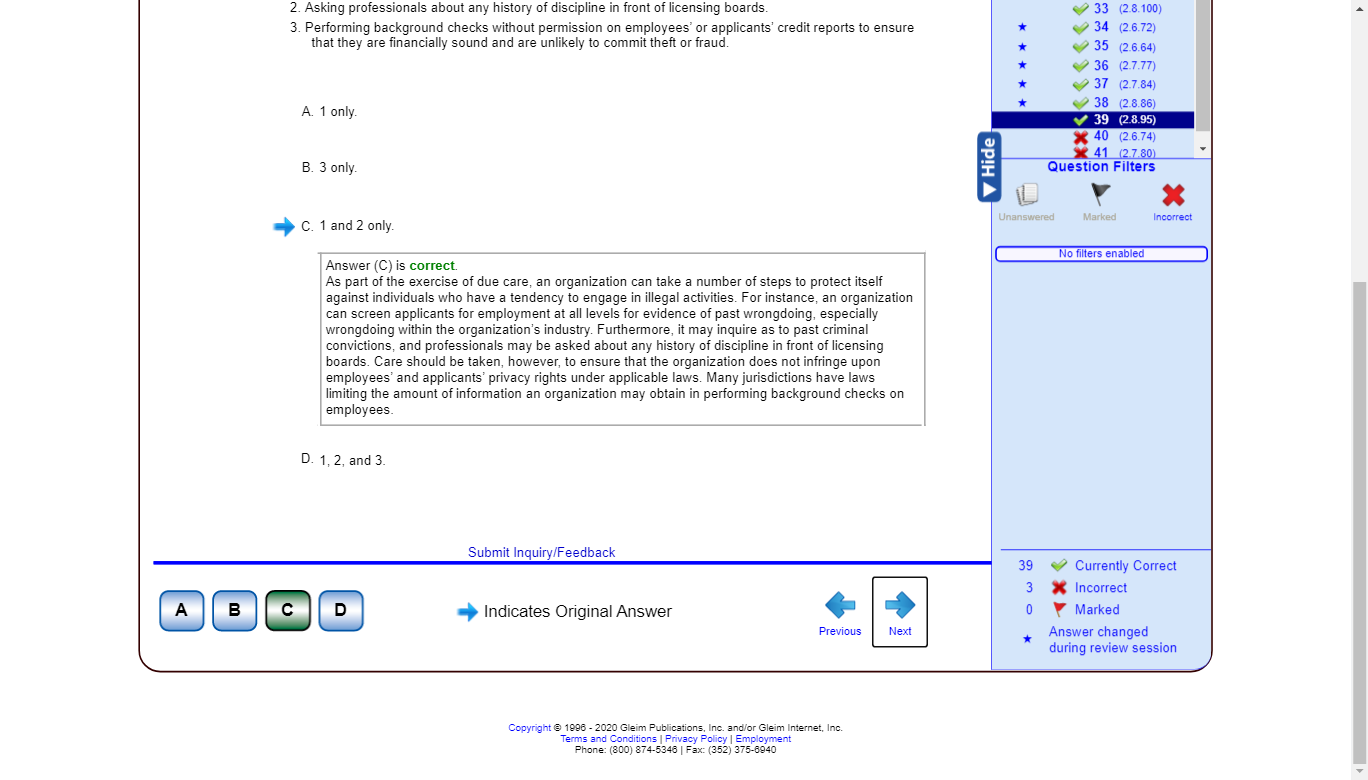 2. Asking professionals about any history of discipline in front of licensing boards.
3. Performing background checks without permission on employees' or applicants' credit reports to ensure
that they are financially sound and are unlikely to commit theft or fraud.
A. 1 only.
B. 3 only.
C. 1 and 2 only.
Answer (C) is correct.
As part of the exercise of due care, an organization can take a number of steps to protect itself
against individuals who have a tendency to engage in illegal activities. For instance, an organization
can screen applicants for employment at all levels for evidence of past wrongdoing, especially
wrongdoing within the organization's industry. Furthermore, it may inquire as to past criminal
convictions, and professionals may be asked about any history of discipline in front of licensing
boards. Care should be taken, however, to ensure that the organization does not infringe upon
employees' and applicants' privacy rights under applicable laws. Many jurisdictions have laws
limiting the amount of information an organization may obtain in performing background checks on
employees.
D. 1, 2, and 3.
Submit Inquiry/Feedback
A B C D
Indicates Original Answer
Previous
Next
33 (2.8.100)
34 (2.6.72)
35 (2.6.64)
36 (2.7.77)
37 (2.7.84)
38 (2.8.86)
39 (2.8.95)
40 (2.6.74)
41 (2.7.80)
Hide
Question Filters
Unanswered
Marked
Incorrect
No filters enabled
39 Currently Correct
3 Incorrect
0 Marked
Answer changed
during review session
Copyright © 1996 - 2020 Gleim Publications, Inc. and/or Gleim Internet, Inc.
Terms and Conditions | Privacy Policy | Employment
Phone: (800) 874-5346 | Fax: (352) 375-6940